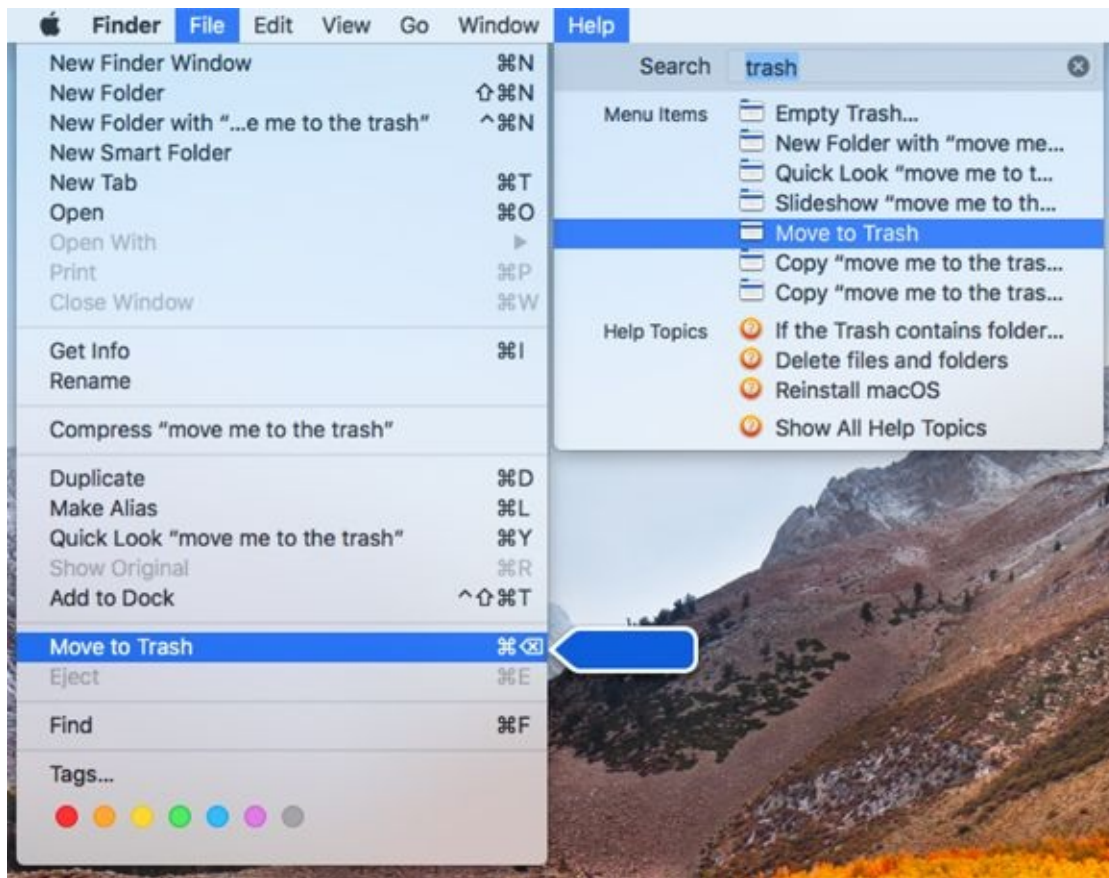 Finder File Edit View Go Window Help
New Finder Window ⌘N
New Folder ⇧⌘N
New Folder with “...e me to the trash” ^⌘N
New Smart Folder
New Tab ⌘T
Open ⌘O
Open With ▶
Print ⌘P
Close Window ⌘W
Get Info ⌘I
Rename
Compress “move me to the trash”
Duplicate ⌘D
Make Alias ⌘L
Quick Look “move me to the trash” ⌘Y
Show Original ⌘R
Add to Dock ^⇧⌘T
Move to Trash ⌘⌫
Eject ⌘E
Find ⌘F
Tags...
Search trash
Menu Items Empty Trash...
New Folder with “move me...
Quick Look “move me to t...
Slideshow “move me to th...
Move to Trash
Copy “move me to the tras...
Copy “move me to the tras...
Help Topics If the Trash contains folder...
Delete files and folders
Reinstall macOS
Show All Help Topics